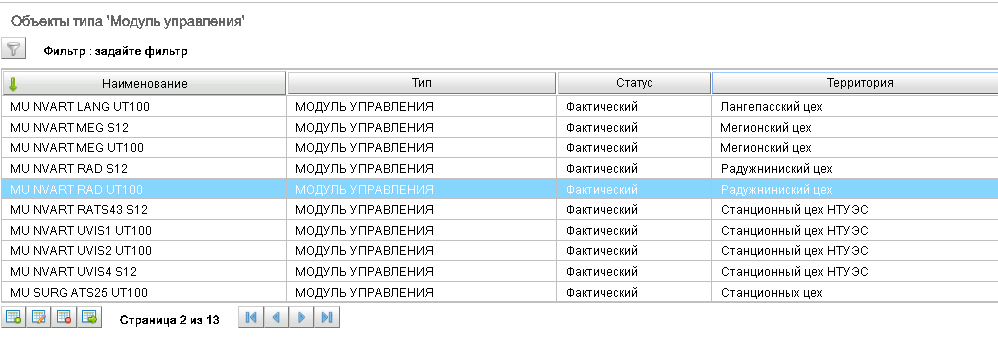 Объекты типа 'Модуль управления'
Фильтр : задайте фильтр
Наименование Тип Статус Территория
MU NVART LANG UT100 МОДУЛЬ УПРАВЛЕНИЯ Фактический Лангепасский цех
MU NVART MEG S12 МОДУЛЬ УПРАВЛЕНИЯ Фактический Мегионский цех
MU NVART MEG UT100 МОДУЛЬ УПРАВЛЕНИЯ Фактический Мегионский цех
MU NVART RAD S12 МОДУЛЬ УПРАВЛЕНИЯ Фактический Радужниниский цех
MU NVART RAD UT100 МОДУЛЬ УПРАВЛЕНИЯ Фактический Радужниниский цех
MU NVART RATS43 S12 МОДУЛЬ УПРАВЛЕНИЯ Фактический Станционный цех НТУЭС
MU NVART UVIS1 UT100 МОДУЛЬ УПРАВЛЕНИЯ Фактический Станционный цех НТУЭС
MU NVART UVIS2 UT100 МОДУЛЬ УПРАВЛЕНИЯ Фактический Станционный цех НТУЭС
MU NVART UVIS4 S12 МОДУЛЬ УПРАВЛЕНИЯ Фактический Станционный цех НТУЭС
MU SURG ATS25 UT100 МОДУЛЬ УПРАВЛЕНИЯ Фактический Станционных цех
Страница 2 из 13